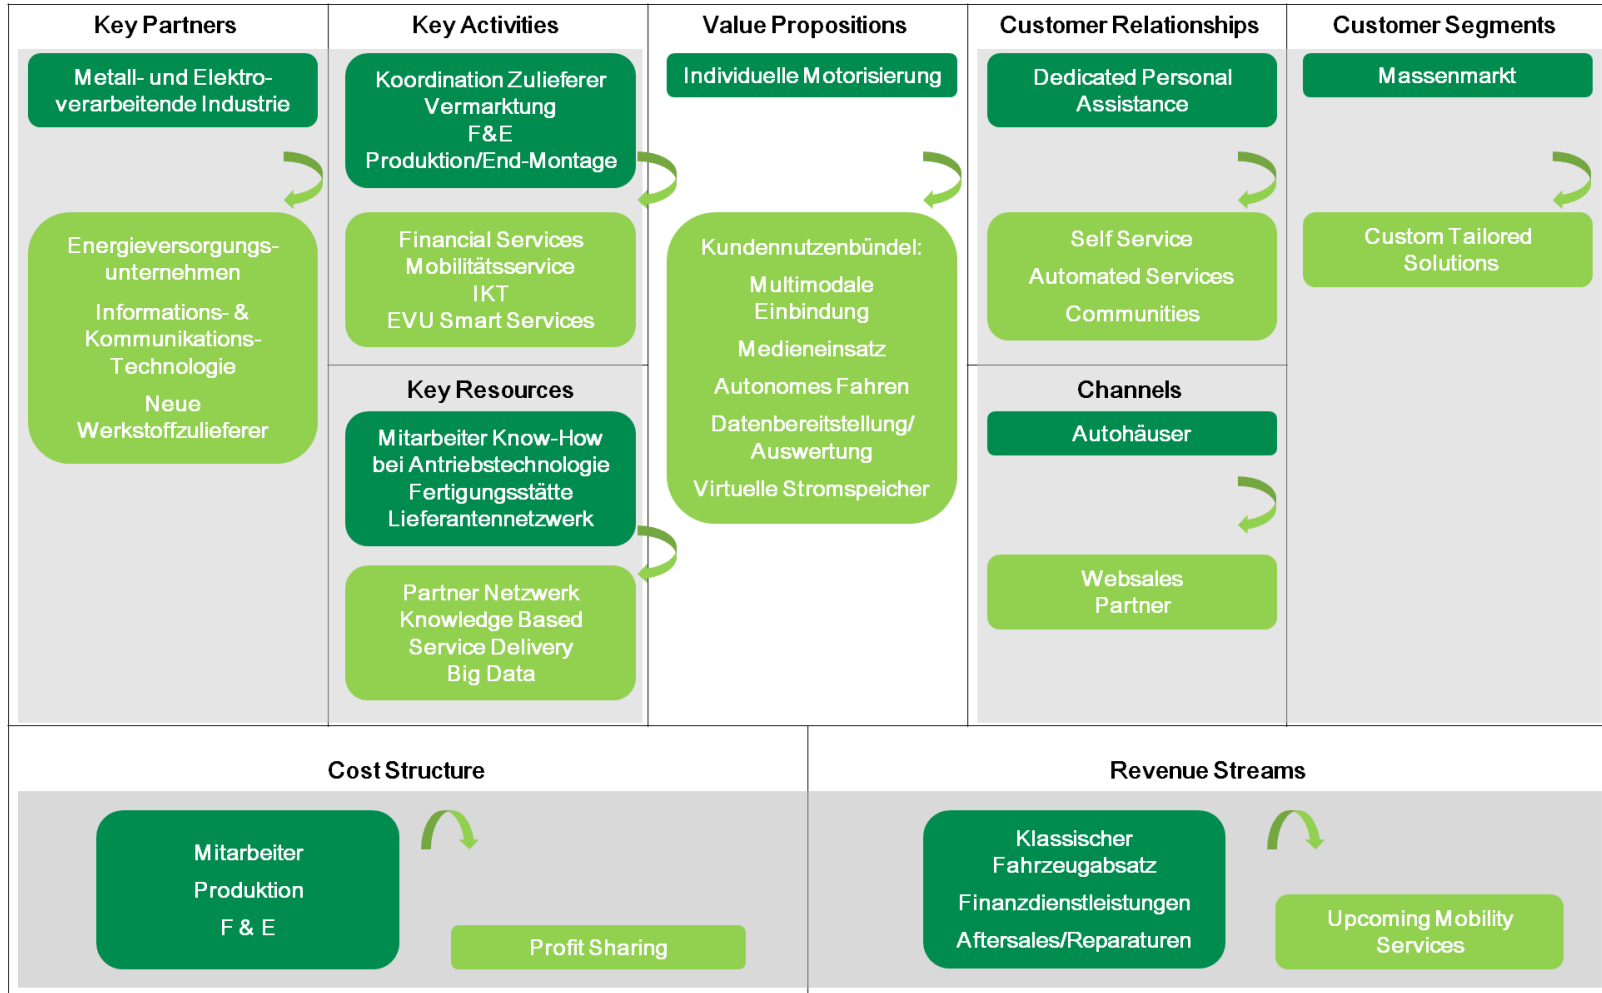 Key Partners
Metall- und Elektro-
verarbeitende Industrie
Energieversorgungs-
unternehmen
Informations- &
Kommunikations-
Technologie
Neue
Werkstoffzulieferer
Key Activities
Koordination Zulieferer
Vermarktung
F&E
Produktion/End-Montage
Financial Services
Mobilitätsservice
IKT
EVU Smart Services
Key Resources
Mitarbeiter Know-How
bei Antriebstechnologie
Fertigungsstätte
Lieferantennetzwerk
Partner Netzwerk
Knowledge Based
Service Delivery
Big Data
Value Propositions
Individuelle Motorisierung
Kundennutzenbündel:
Multimodale
Einbindung
Medieneinsatz
Autonomes Fahren
Datenbereitstellung/
Auswertung
Virtuelle Stromspeicher
Customer Relationships
Dedicated Personal
Assistance
Self Service
Automated Services
Communities
Channels
Autohäuser
Websales
Partner
Customer Segments
Massenmarkt
Custom Tailored
Solutions
Cost Structure
Mitarbeiter
Produktion
F & E
Profit Sharing
Revenue Streams
Klassischer
Fahrzeugabsatz
Finanzdienstleistungen
Aftersales/Reparaturen
Upcoming Mobility
Services